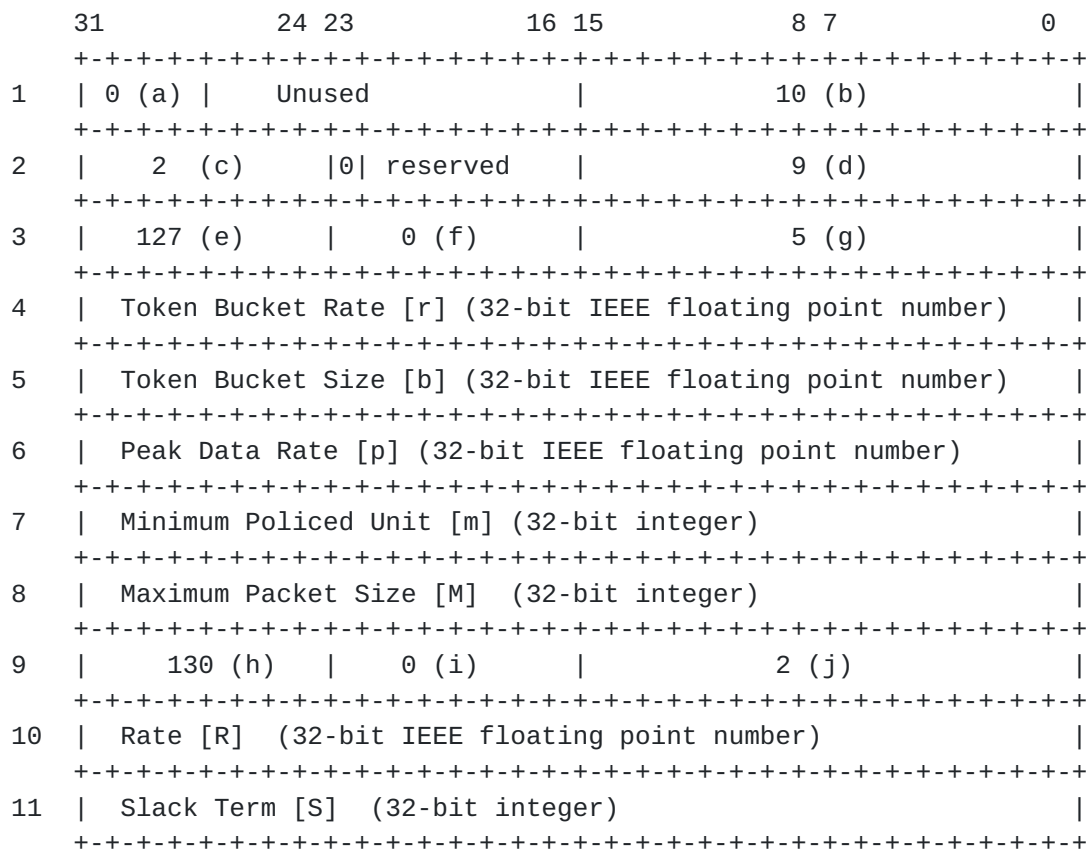 31 24 23 16 15 8 7 0
+-+-+-+-+-+-+-+-+-+-+-+-+-+-+-+-+-+-+-+-+-+-+-+-+-+-+-+-+-+-+-+-+
1 | 0 (a) | Unused | 10 (b) |
+-+-+-+-+-+-+-+-+-+-+-+-+-+-+-+-+-+-+-+-+-+-+-+-+-+-+-+-+-+-+-+-+
2 | 2 (c) |0| reserved | 9 (d) |
+-+-+-+-+-+-+-+-+-+-+-+-+-+-+-+-+-+-+-+-+-+-+-+-+-+-+-+-+-+-+-+-+
3 | 127 (e) | 0 (f) | 5 (g) |
+-+-+-+-+-+-+-+-+-+-+-+-+-+-+-+-+-+-+-+-+-+-+-+-+-+-+-+-+-+-+-+-+
4 | Token Bucket Rate [r] (32-bit IEEE floating point number) |
+-+-+-+-+-+-+-+-+-+-+-+-+-+-+-+-+-+-+-+-+-+-+-+-+-+-+-+-+-+-+-+-+
5 | Token Bucket Size [b] (32-bit IEEE floating point number) |
+-+-+-+-+-+-+-+-+-+-+-+-+-+-+-+-+-+-+-+-+-+-+-+-+-+-+-+-+-+-+-+-+
6 | Peak Data Rate [p] (32-bit IEEE floating point number) |
+-+-+-+-+-+-+-+-+-+-+-+-+-+-+-+-+-+-+-+-+-+-+-+-+-+-+-+-+-+-+-+-+
7 | Minimum Policed Unit [m] (32-bit integer) |
+-+-+-+-+-+-+-+-+-+-+-+-+-+-+-+-+-+-+-+-+-+-+-+-+-+-+-+-+-+-+-+-+
8 | Maximum Packet Size [M] (32-bit integer) |
+-+-+-+-+-+-+-+-+-+-+-+-+-+-+-+-+-+-+-+-+-+-+-+-+-+-+-+-+-+-+-+-+
9 | 130 (h) | 0 (i) | 2 (j) |
+-+-+-+-+-+-+-+-+-+-+-+-+-+-+-+-+-+-+-+-+-+-+-+-+-+-+-+-+-+-+-+-+
10 | Rate [R] (32-bit IEEE floating point number) |
+-+-+-+-+-+-+-+-+-+-+-+-+-+-+-+-+-+-+-+-+-+-+-+-+-+-+-+-+-+-+-+-+
11 | Slack Term [S] (32-bit integer) |
+-+-+-+-+-+-+-+-+-+-+-+-+-+-+-+-+-+-+-+-+-+-+-+-+-+-+-+-+-+-+-+-+